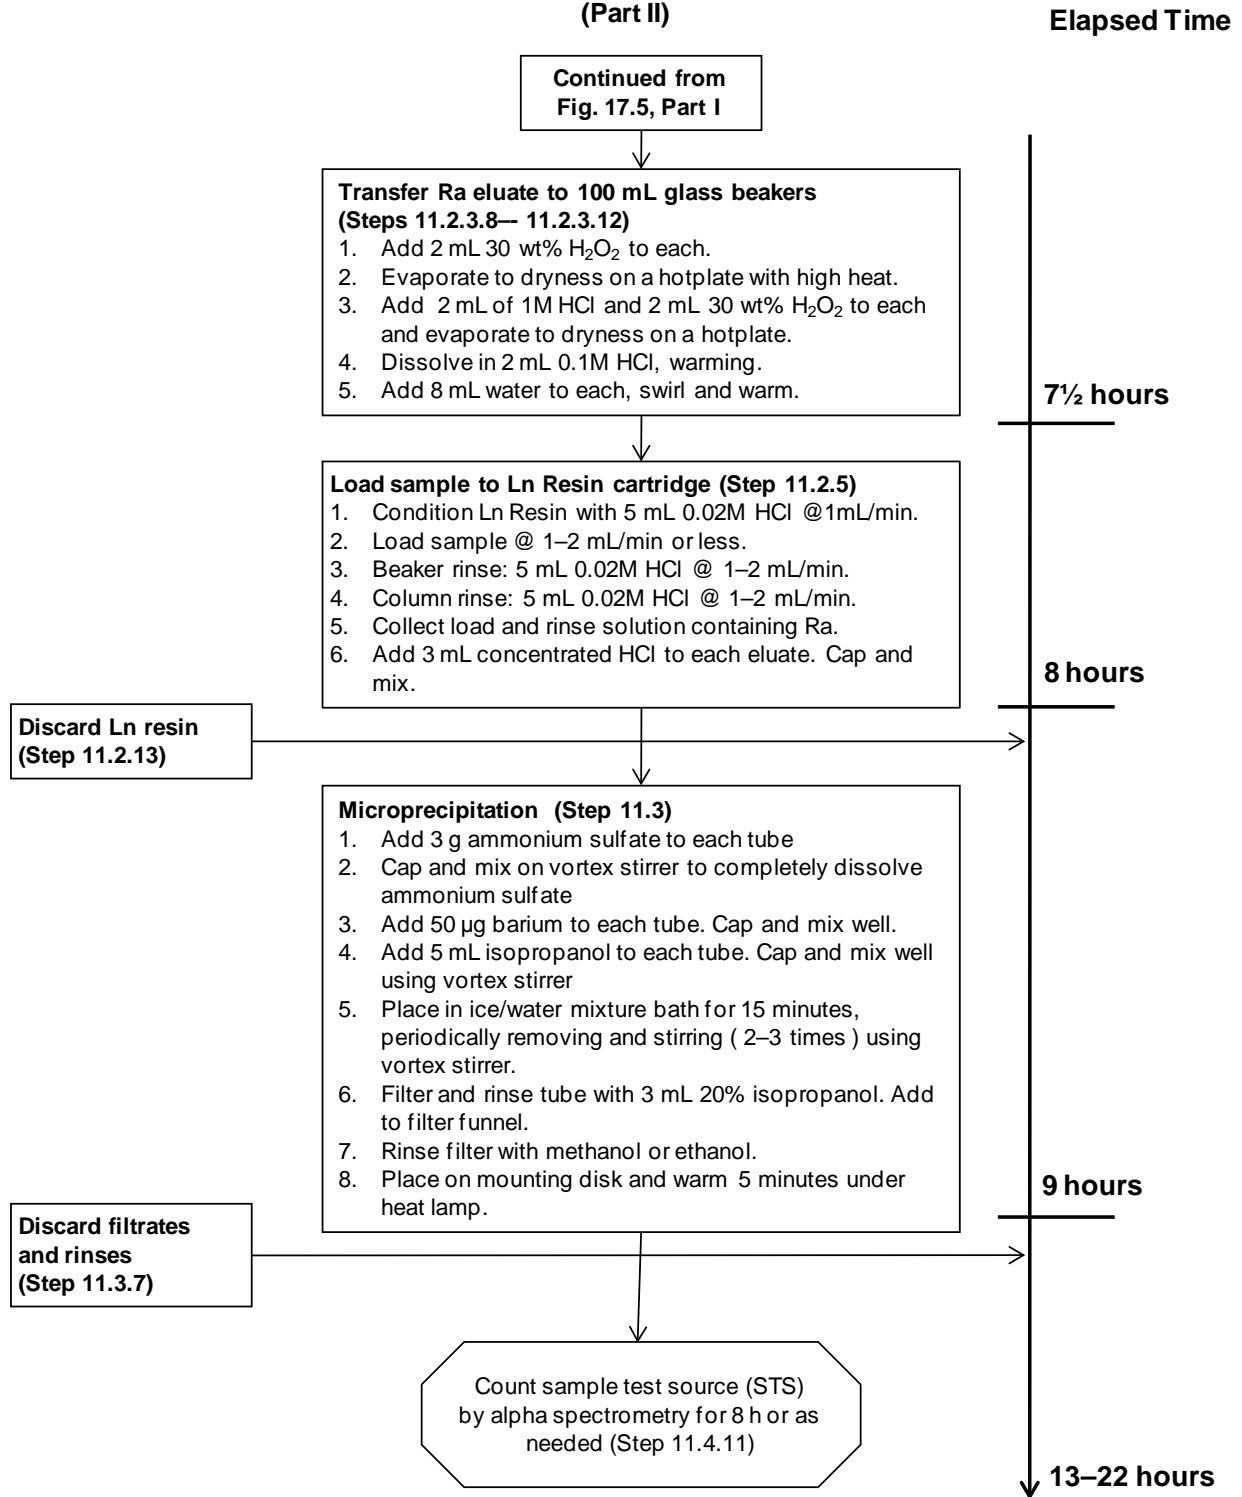 (Part II)
Elapsed Time
Continued from
Fig. 17.5, Part I
Transfer Ra eluate to 100 mL glass beakers
(Steps 11.2.3.8–- 11.2.3.12)
1. Add 2 mL 30 wt% H₂O₂ to each.
2. Evaporate to dryness on a hotplate with high heat.
3. Add 2 mL of 1M HCl and 2 mL 30 wt% H₂O₂ to each
and evaporate to dryness on a hotplate.
4. Dissolve in 2 mL 0.1M HCl, warming.
5. Add 8 mL water to each, swirl and warm.
7½ hours
Load sample to Ln Resin cartridge (Step 11.2.5)
1. Condition Ln Resin with 5 mL 0.02M HCl @1mL/min.
2. Load sample @ 1–2 mL/min or less.
3. Beaker rinse: 5 mL 0.02M HCl @ 1–2 mL/min.
4. Column rinse: 5 mL 0.02M HCl @ 1–2 mL/min.
5. Collect load and rinse solution containing Ra.
6. Add 3 mL concentrated HCl to each eluate. Cap and
mix.
8 hours
Discard Ln resin
(Step 11.2.13)
Microprecipitation (Step 11.3)
1. Add 3 g ammonium sulfate to each tube
2. Cap and mix on vortex stirrer to completely dissolve
ammonium sulfate
3. Add 50 µg barium to each tube. Cap and mix well.
4. Add 5 mL isopropanol to each tube. Cap and mix well
using vortex stirrer
5. Place in ice/water mixture bath for 15 minutes,
periodically removing and stirring ( 2–3 times ) using
vortex stirrer.
6. Filter and rinse tube with 3 mL 20% isopropanol. Add
to filter funnel.
7. Rinse filter with methanol or ethanol.
8. Place on mounting disk and warm 5 minutes under
heat lamp.
9 hours
Discard filtrates
and rinses
(Step 11.3.7)
Count sample test source (STS)
by alpha spectrometry for 8 h or as
needed (Step 11.4.11)
13–22 hours